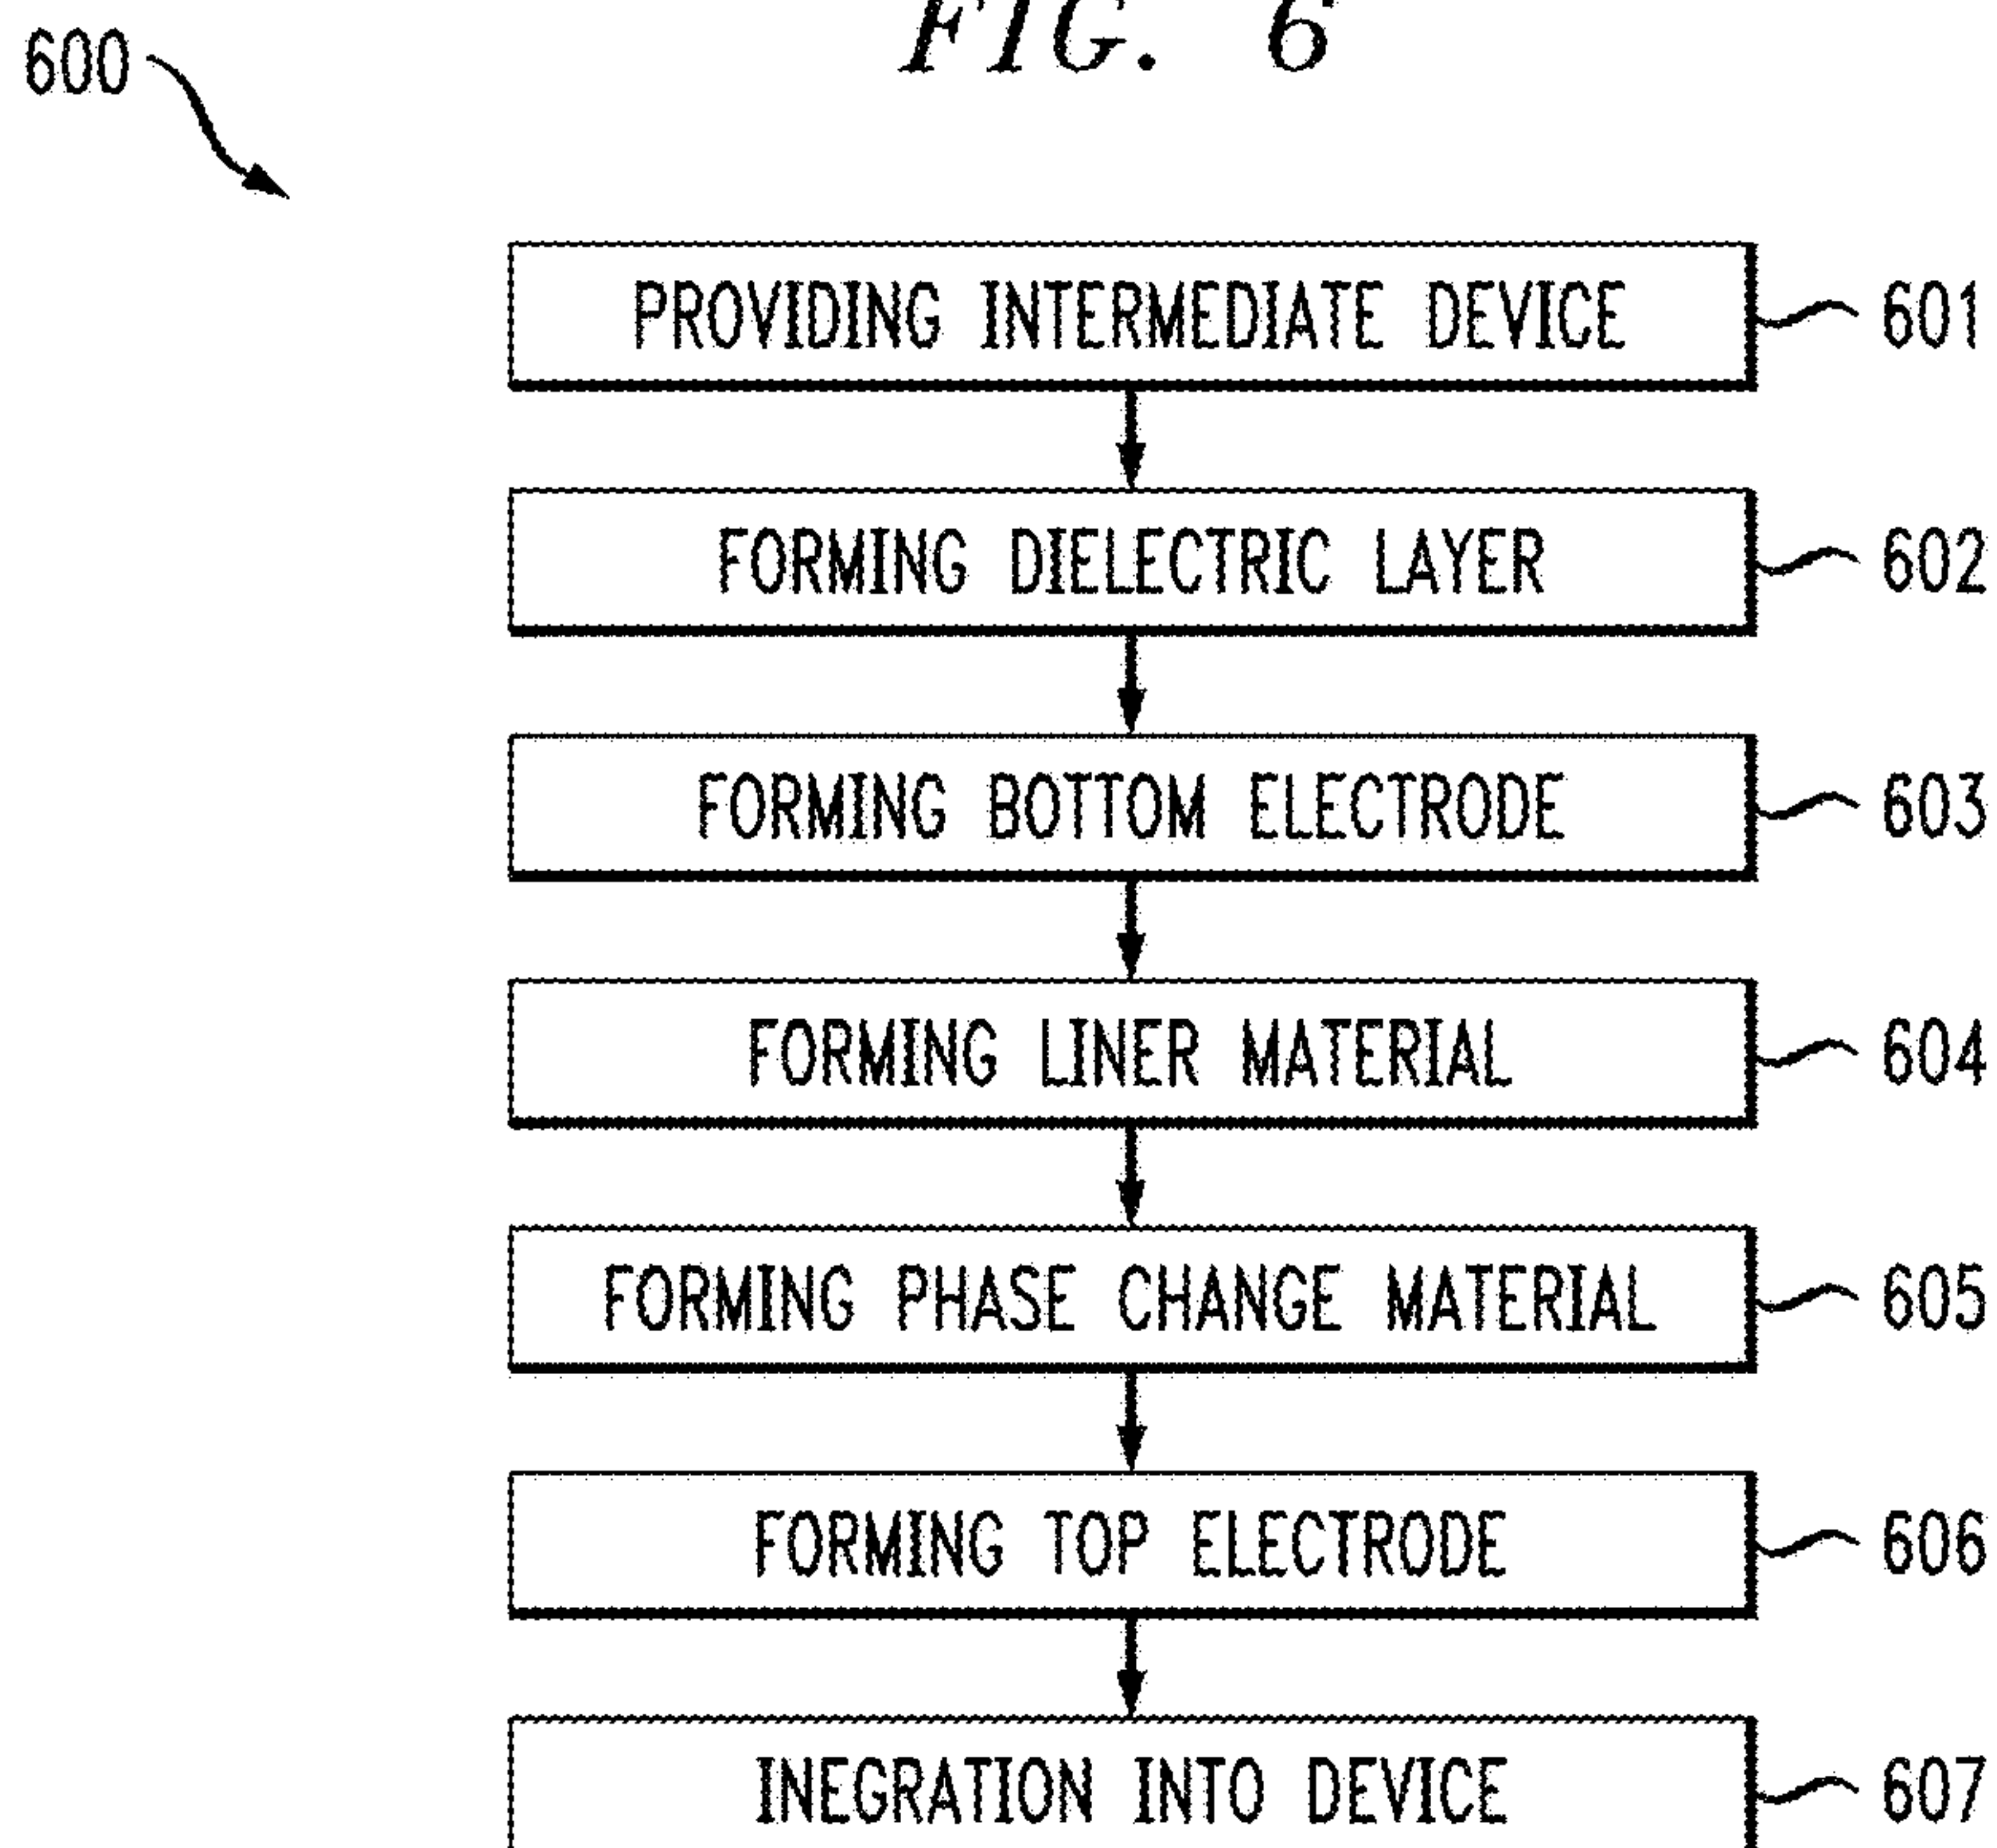 FIG. 6
600
PROVIDING INTERMEDIATE DEVICE 601
FORMING DIELECTRIC LAYER 602
FORMING BOTTOM ELECTRODE 603
FORMING LINER MATERIAL 604
FORMING PHASE CHANGE MATERIAL 605
FORMING TOP ELECTRODE 606
INEGRATION INTO DEVICE 607